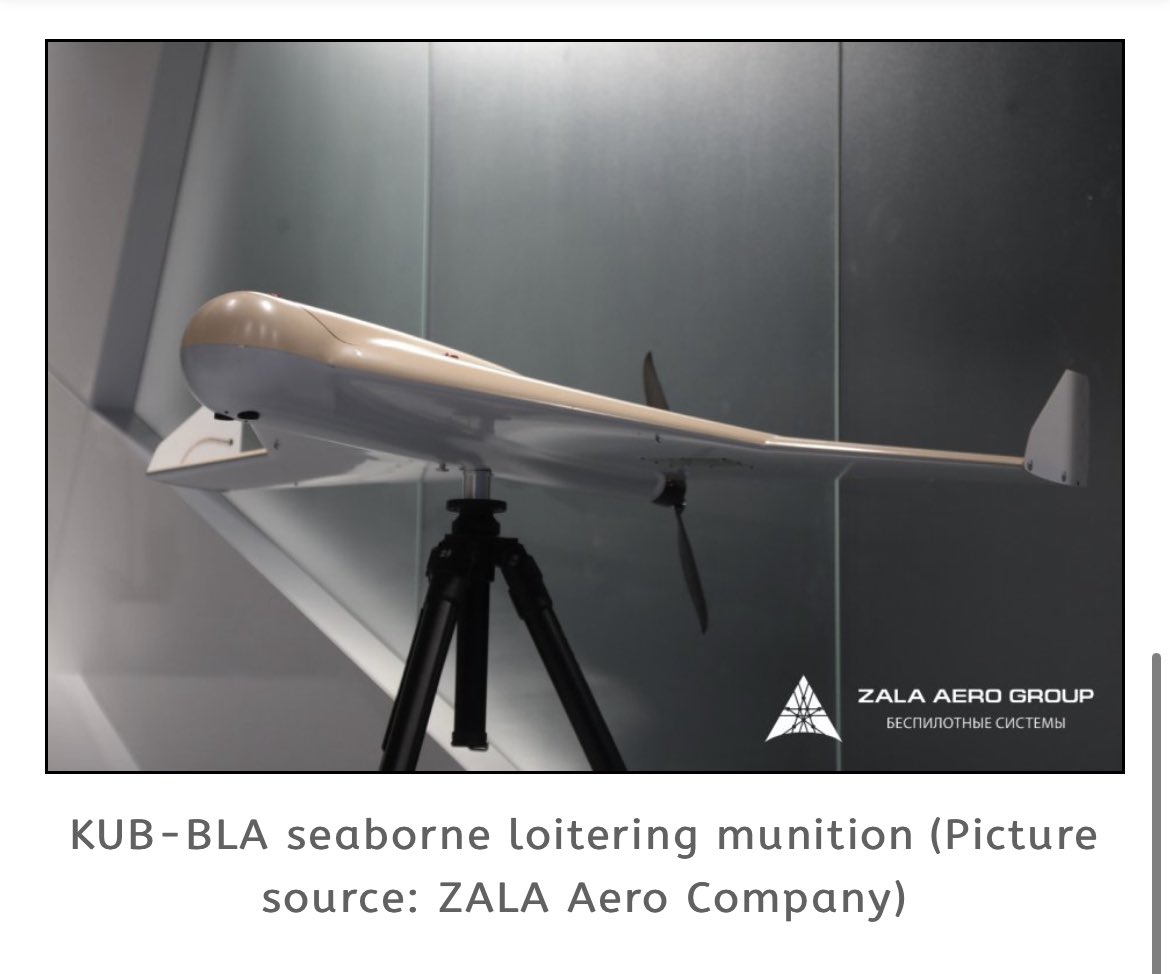 ZALA AERO GROUP
БЕСПИЛОТНЫЕ СИСТЕМЫ
KUB-BLA seaborne loitering munition (Picture
source: ZALA Aero Company)